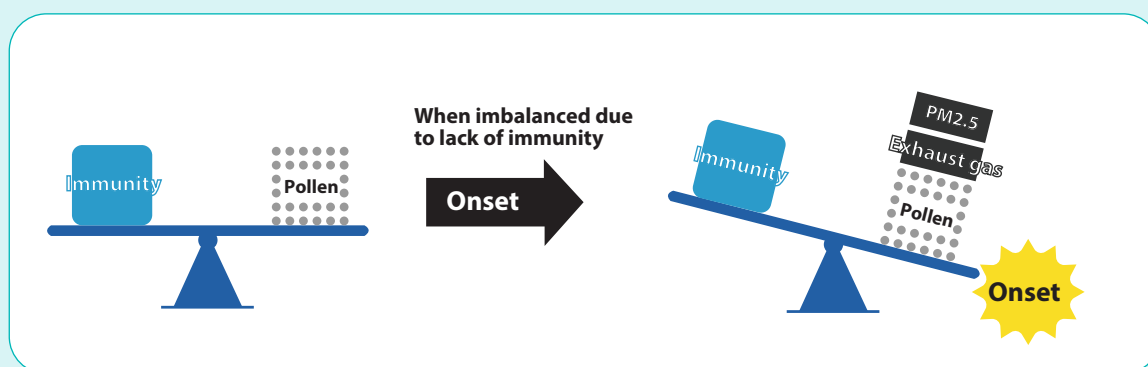 Immunity
Pollen
When imbalanced due
to lack of immunity
Onset
Immunity
PM2.5
Exhaust gas
Pollen
Onset